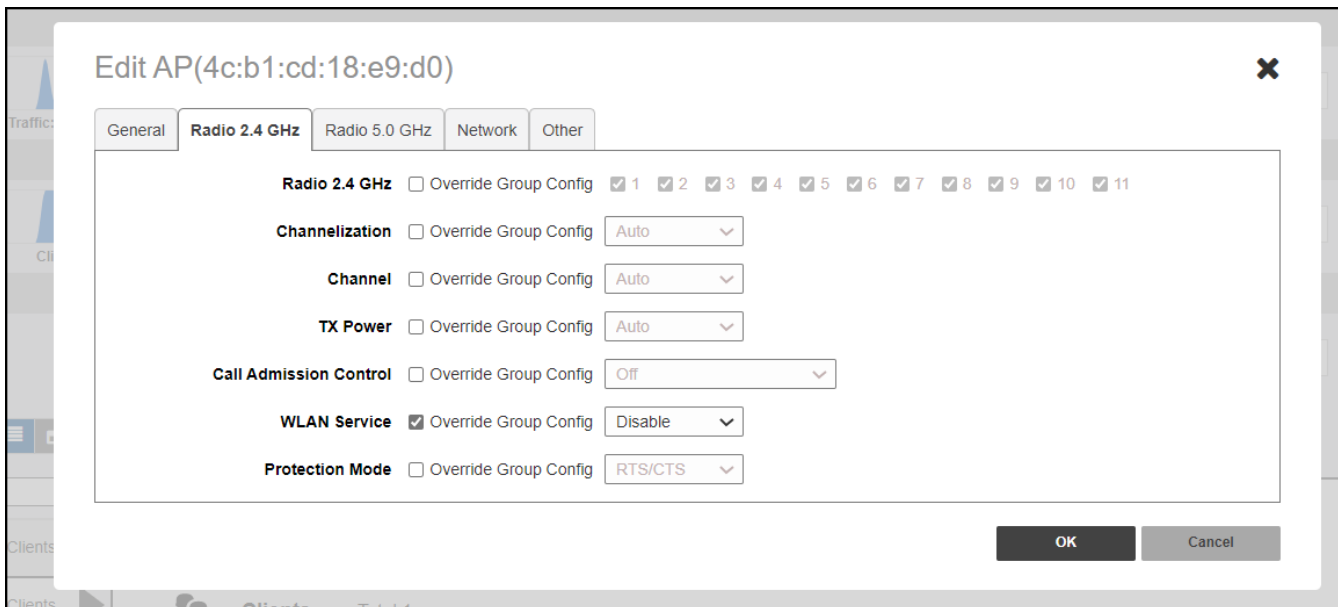 Edit AP(4c:b1:cd:18:e9:d0)
Traffic:
General Radio 2.4 GHz Radio 5.0 GHz Network Other
Radio 2.4 GHz Override Group Config 1 2 3 4 5 6 7 8 9 10 11
Channelization Override Group Config Auto
Cli
Channel Override Group Config Auto
TX Power Override Group Config Auto
Call Admission Control Override Group Config Off
WLAN Service Override Group Config Disable
Protection Mode Override Group Config RTS/CTS
OK Cancel
Clients
Clients Clients Total